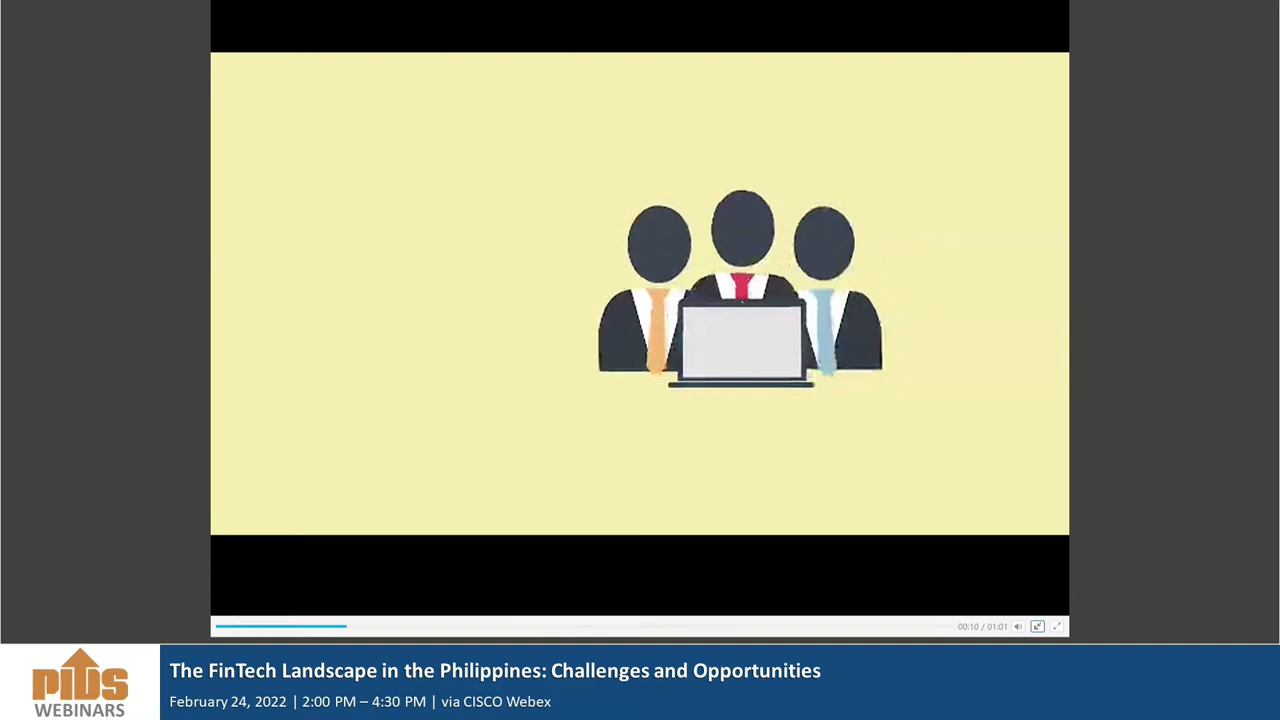 00:10 / 01:01
PIDS
WEBINARS
The FinTech Landscape in the Philippines: Challenges and Opportunities
February 24, 2022 | 2:00 PM – 4:30 PM | via CISCO Webex